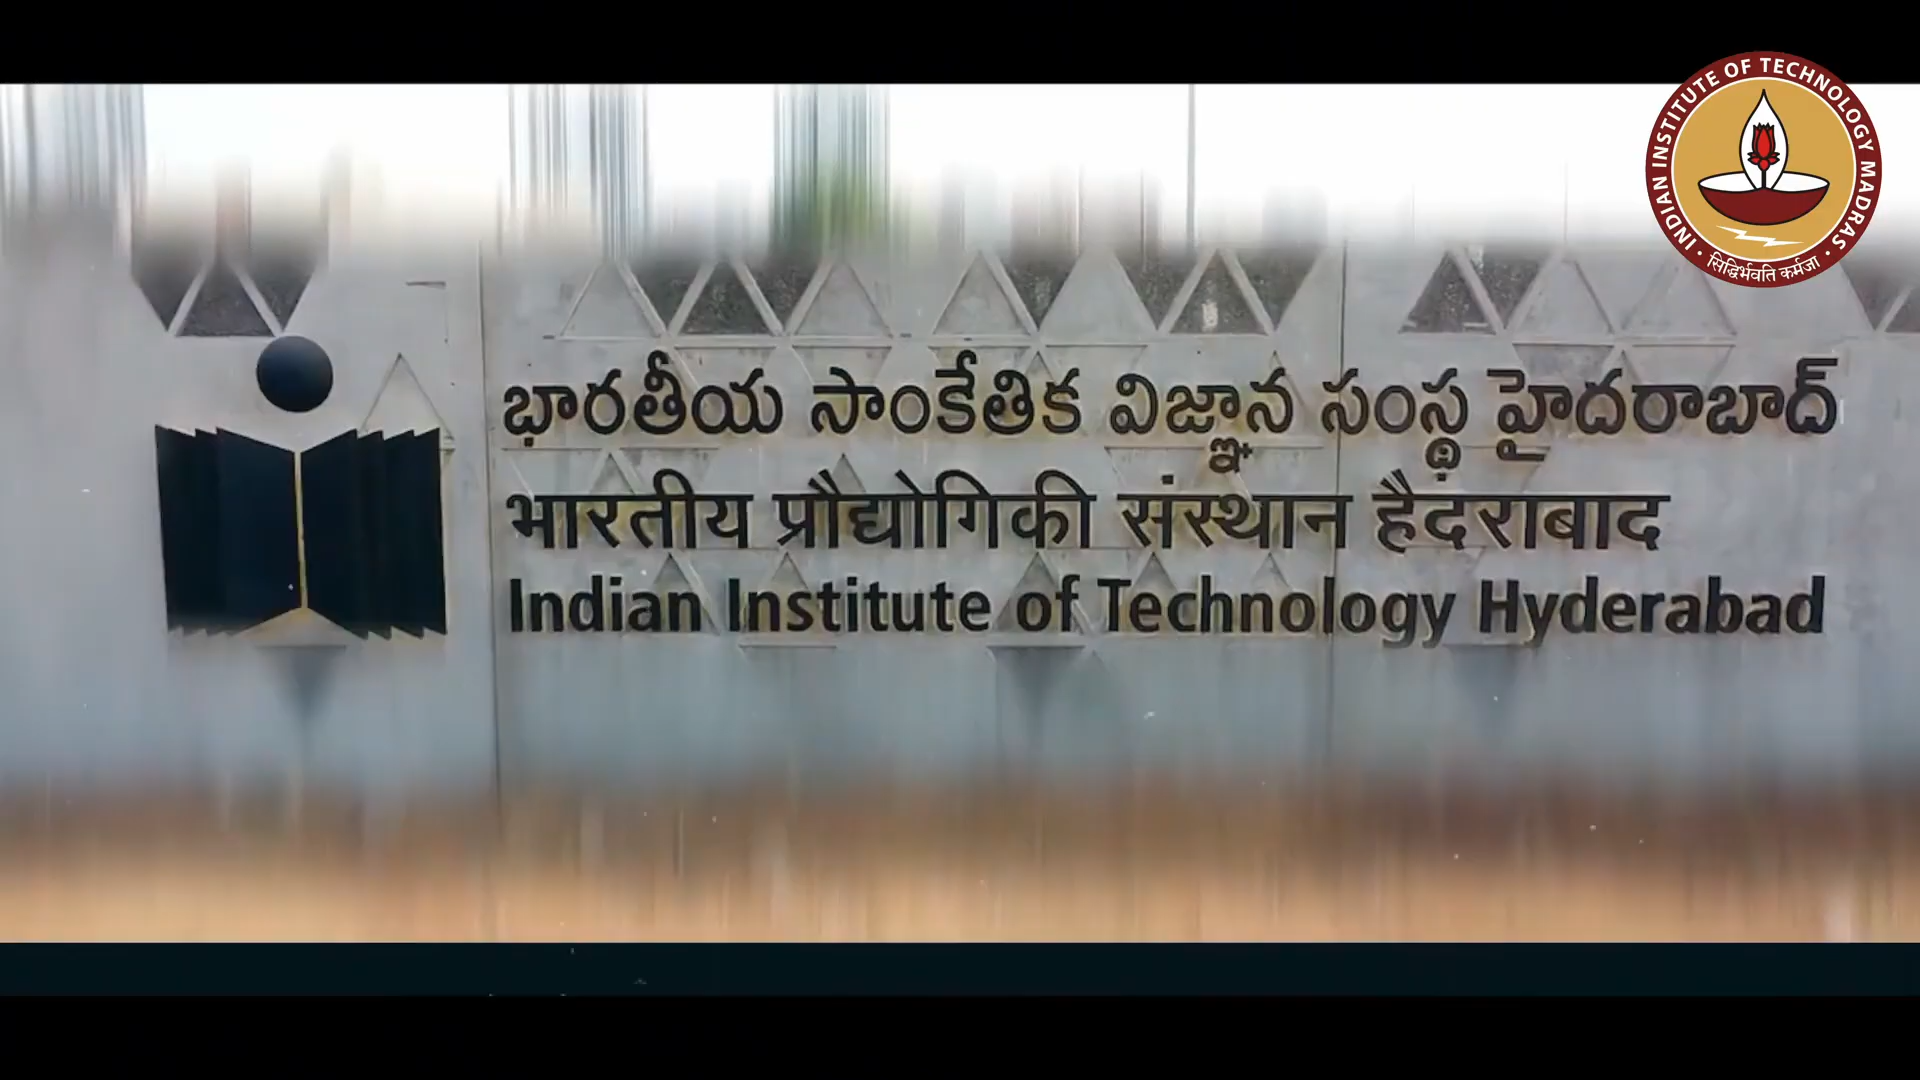 INDIAN INSTITUTE OF TECHNOLOGY MADRAS
सिद्धिर्भवति कर्मजा
భారతీయ సాంకేతిక విజ్ఞాన సంస్థ హైదరాబాద్
भारतीय प्रौद्योगिकी संस्थान हैदराबाद
Indian Institute of Technology Hyderabad